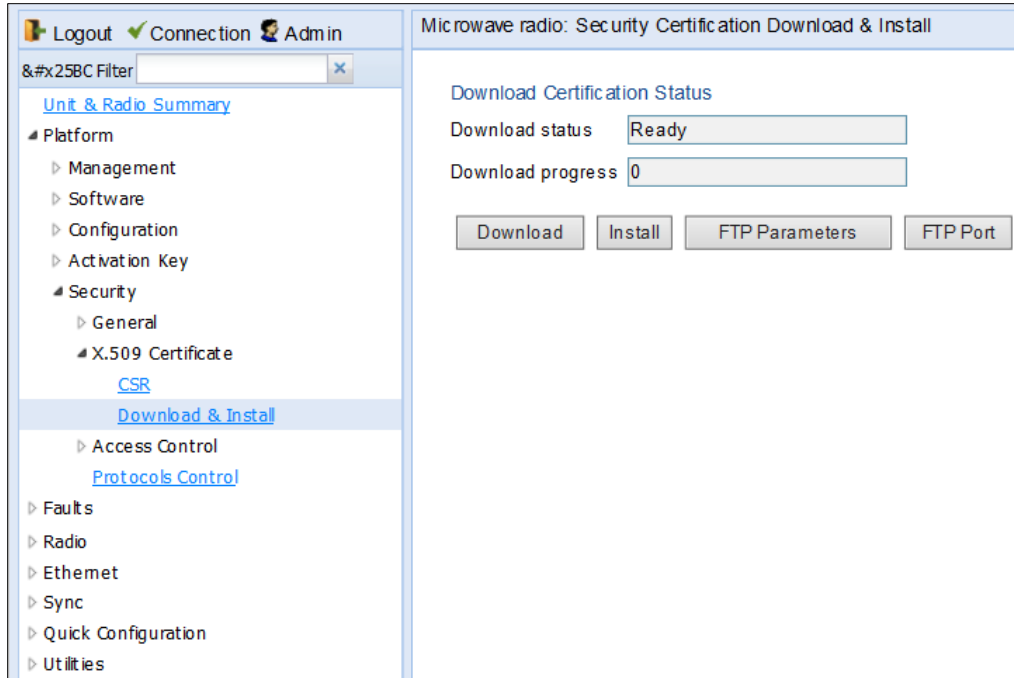 Logout Connection Admin
&#x25BC Filter
Unit & Radio Summary
Platform
Management
Software
Configuration
Activation Key
Security
General
X.509 Certificate
CSR
Download & Install
Access Control
Protocols Control
Faults
Radio
Ethernet
Sync
Quick Configuration
Utilities
Microwave radio: Security Certification Download & Install
Download Certification Status
Download status Ready
Download progress 0
Download Install FTP Parameters FTP Port